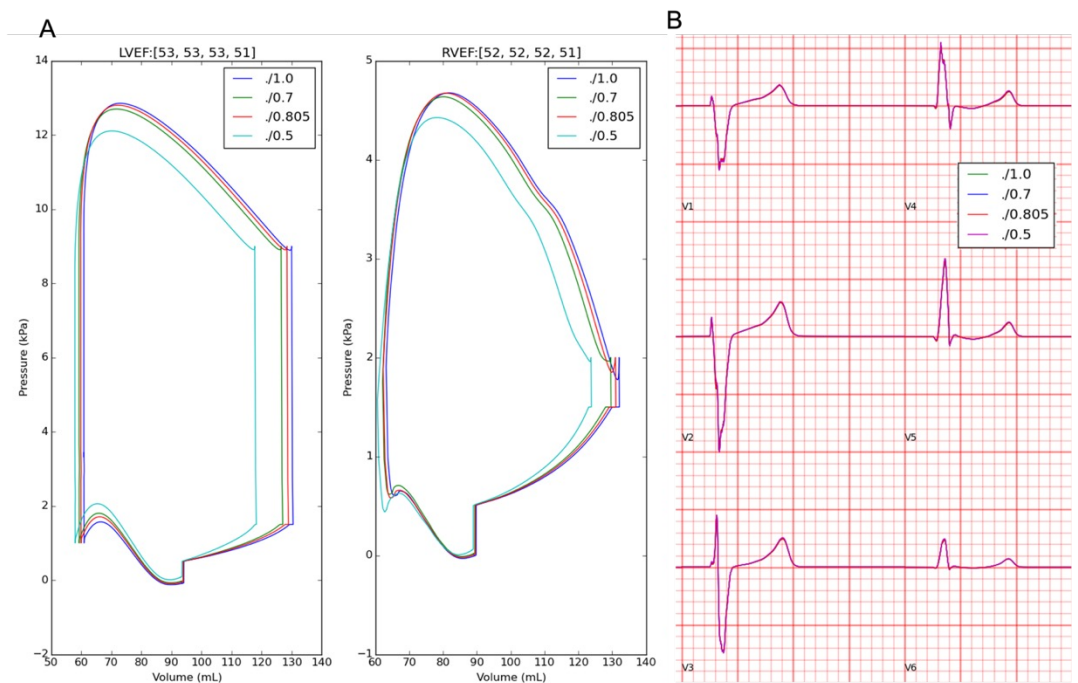 A
B
LVEF:[53, 53, 53, 51]
14
12
10
8
6
4
2
0
−2
50 60 70 80 90 100 110 120 130 140
Pressure (kPa)
Volume (mL)
./1.0
./0.7
./0.805
./0.5
RVEF:[52, 52, 52, 51]
5
4
3
2
1
0
−1
60 70 80 90 100 110 120 130 140
Pressure (kPa)
Volume (mL)
./1.0
./0.7
./0.805
./0.5
V1
V4
./1.0
./0.7
./0.805
./0.5
V2
V5
V3
V6